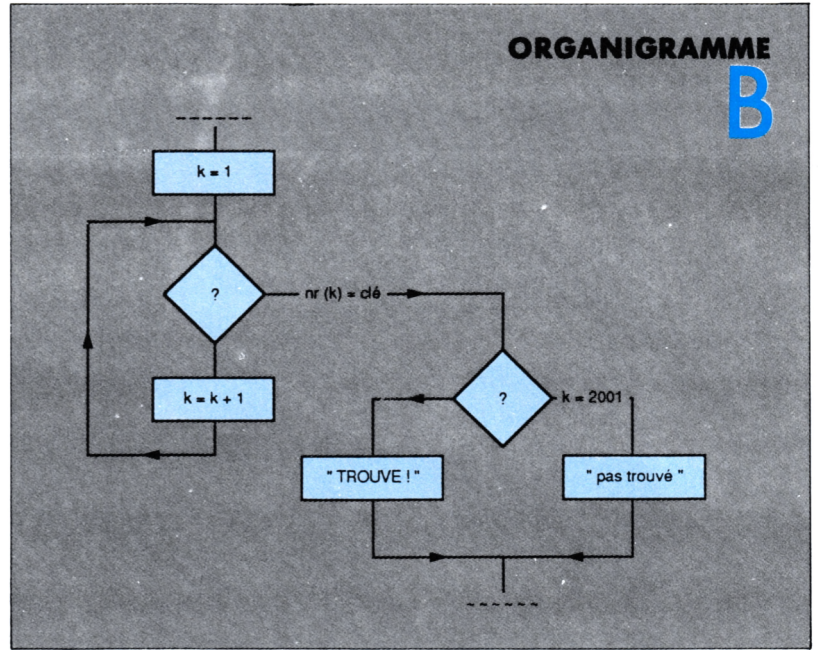 ORGANIGRAMME
B
k = 1
?
nr (k) = clé
k = k + 1
?
k = 2001
" TROUVE ! "
" pas trouvé "